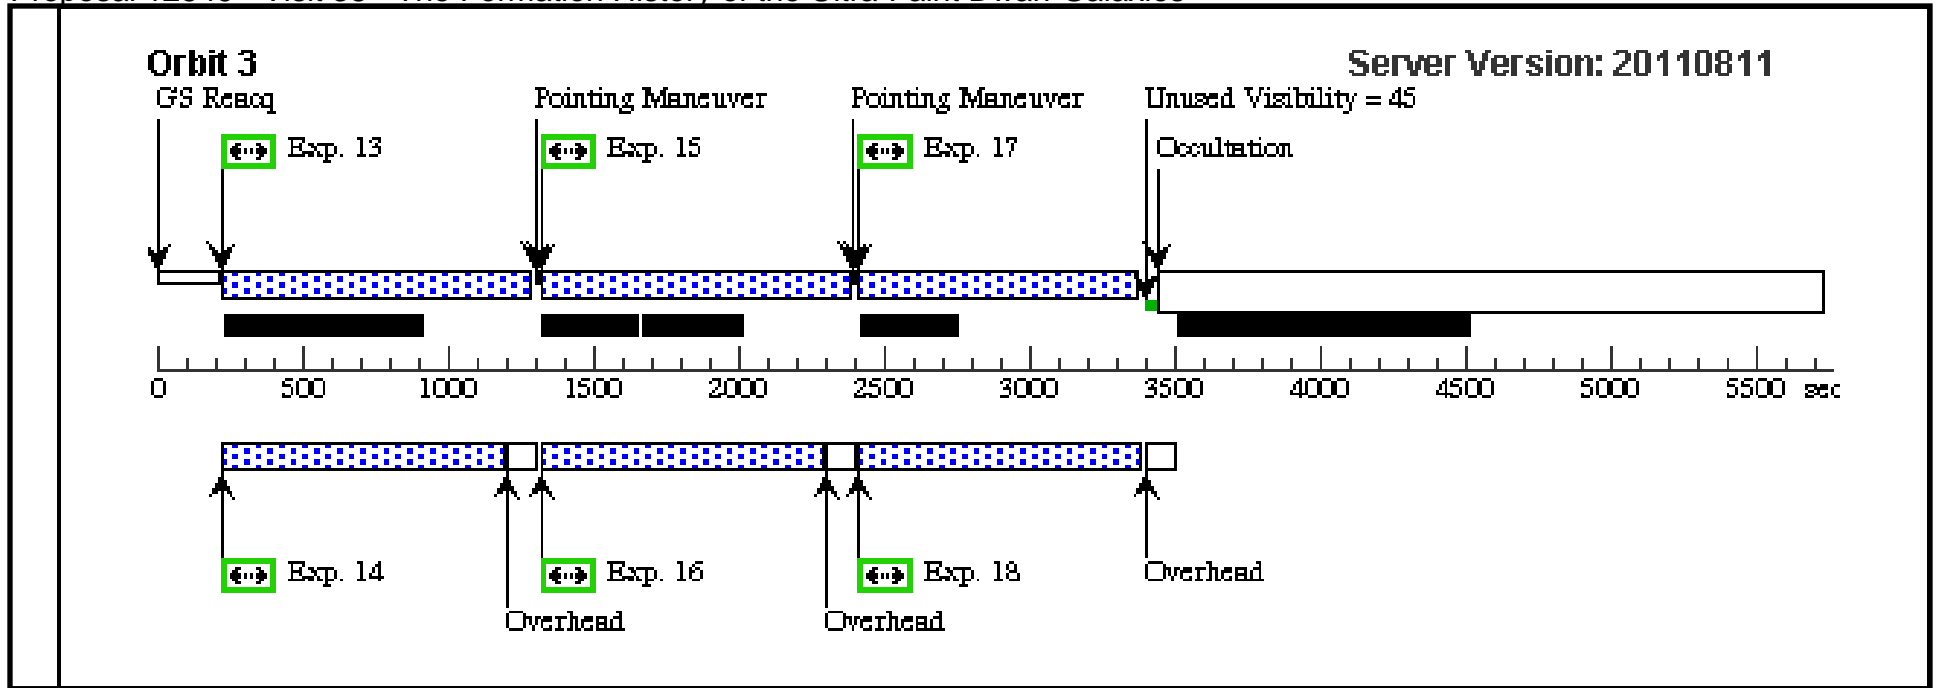 Orbit 3
Server Version: 20110811
GS Reacq
Pointing Maneuver
Pointing Maneuver
Unused Visibility = 45
Exp. 13
Exp. 15
Exp. 17
Occultation
0 500 1000 1500 2000 2500 3000 3500 4000 4500 5000 5500 sec
Exp. 14
Exp. 16
Exp. 18
Overhead
Overhead
Overhead